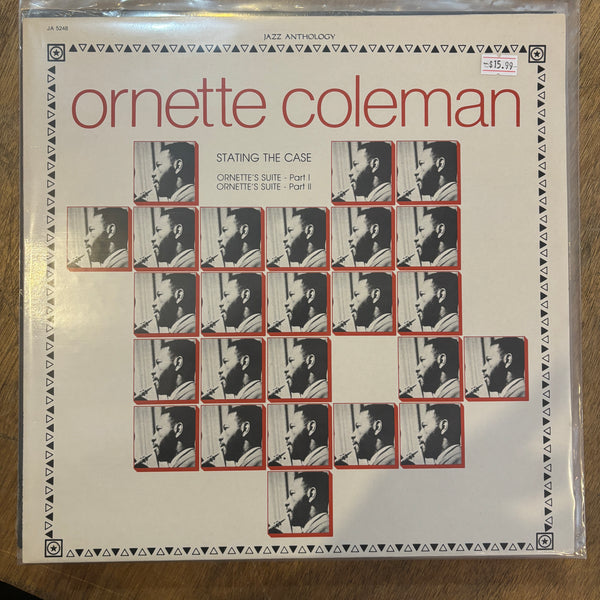 JA 5248
JAZZ ANTHOLOGY
$15.99
ornette coleman
STATING THE CASE
ORNETTE'S SUITE - Part I
ORNETTE'S SUITE - Part II